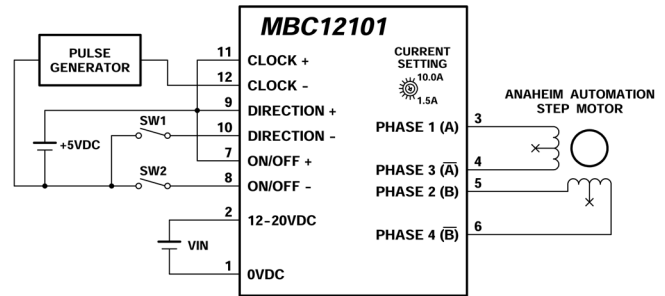 MBC12101
PULSE
GENERATOR
11 CLOCK +
12 CLOCK -
9 DIRECTION +
10 DIRECTION -
7 ON/OFF +
8 ON/OFF -
2 12-20VDC
1 0VDC
+5VDC
SW1
SW2
VIN
CURRENT
SETTING
10.0A
1.5A
PHASE 1 (A) 3
PHASE 3 (A̅) 4
PHASE 2 (B) 5
PHASE 4 (B̅) 6
ANAHEIM AUTOMATION
STEP MOTOR